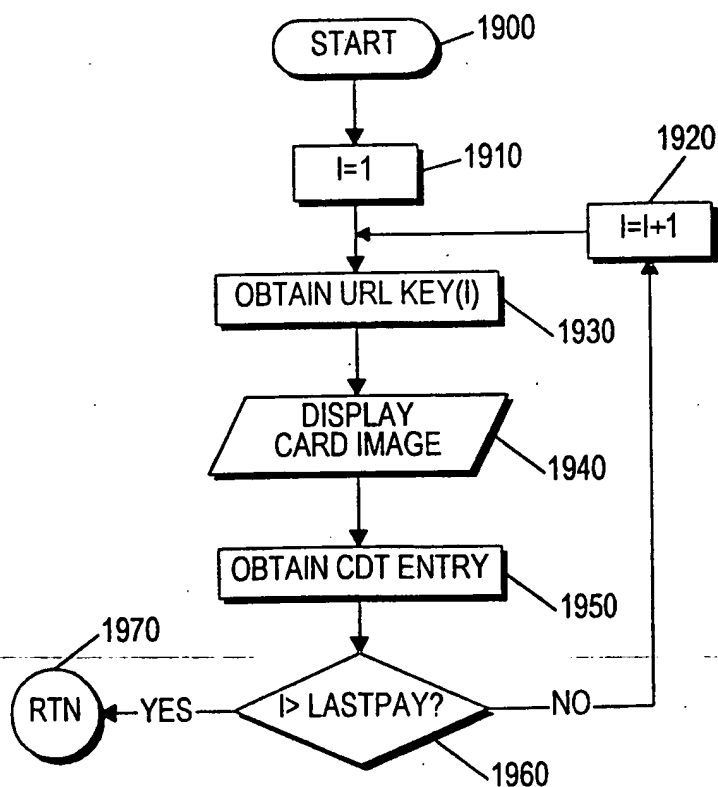 START
1900
I=1
1910
1920
I=I+1
OBTAIN URL KEY(I)
1930
DISPLAY
CARD IMAGE
1940
OBTAIN CDT ENTRY
1950
1970
RTN
YES
I> LASTPAY?
NO
1960